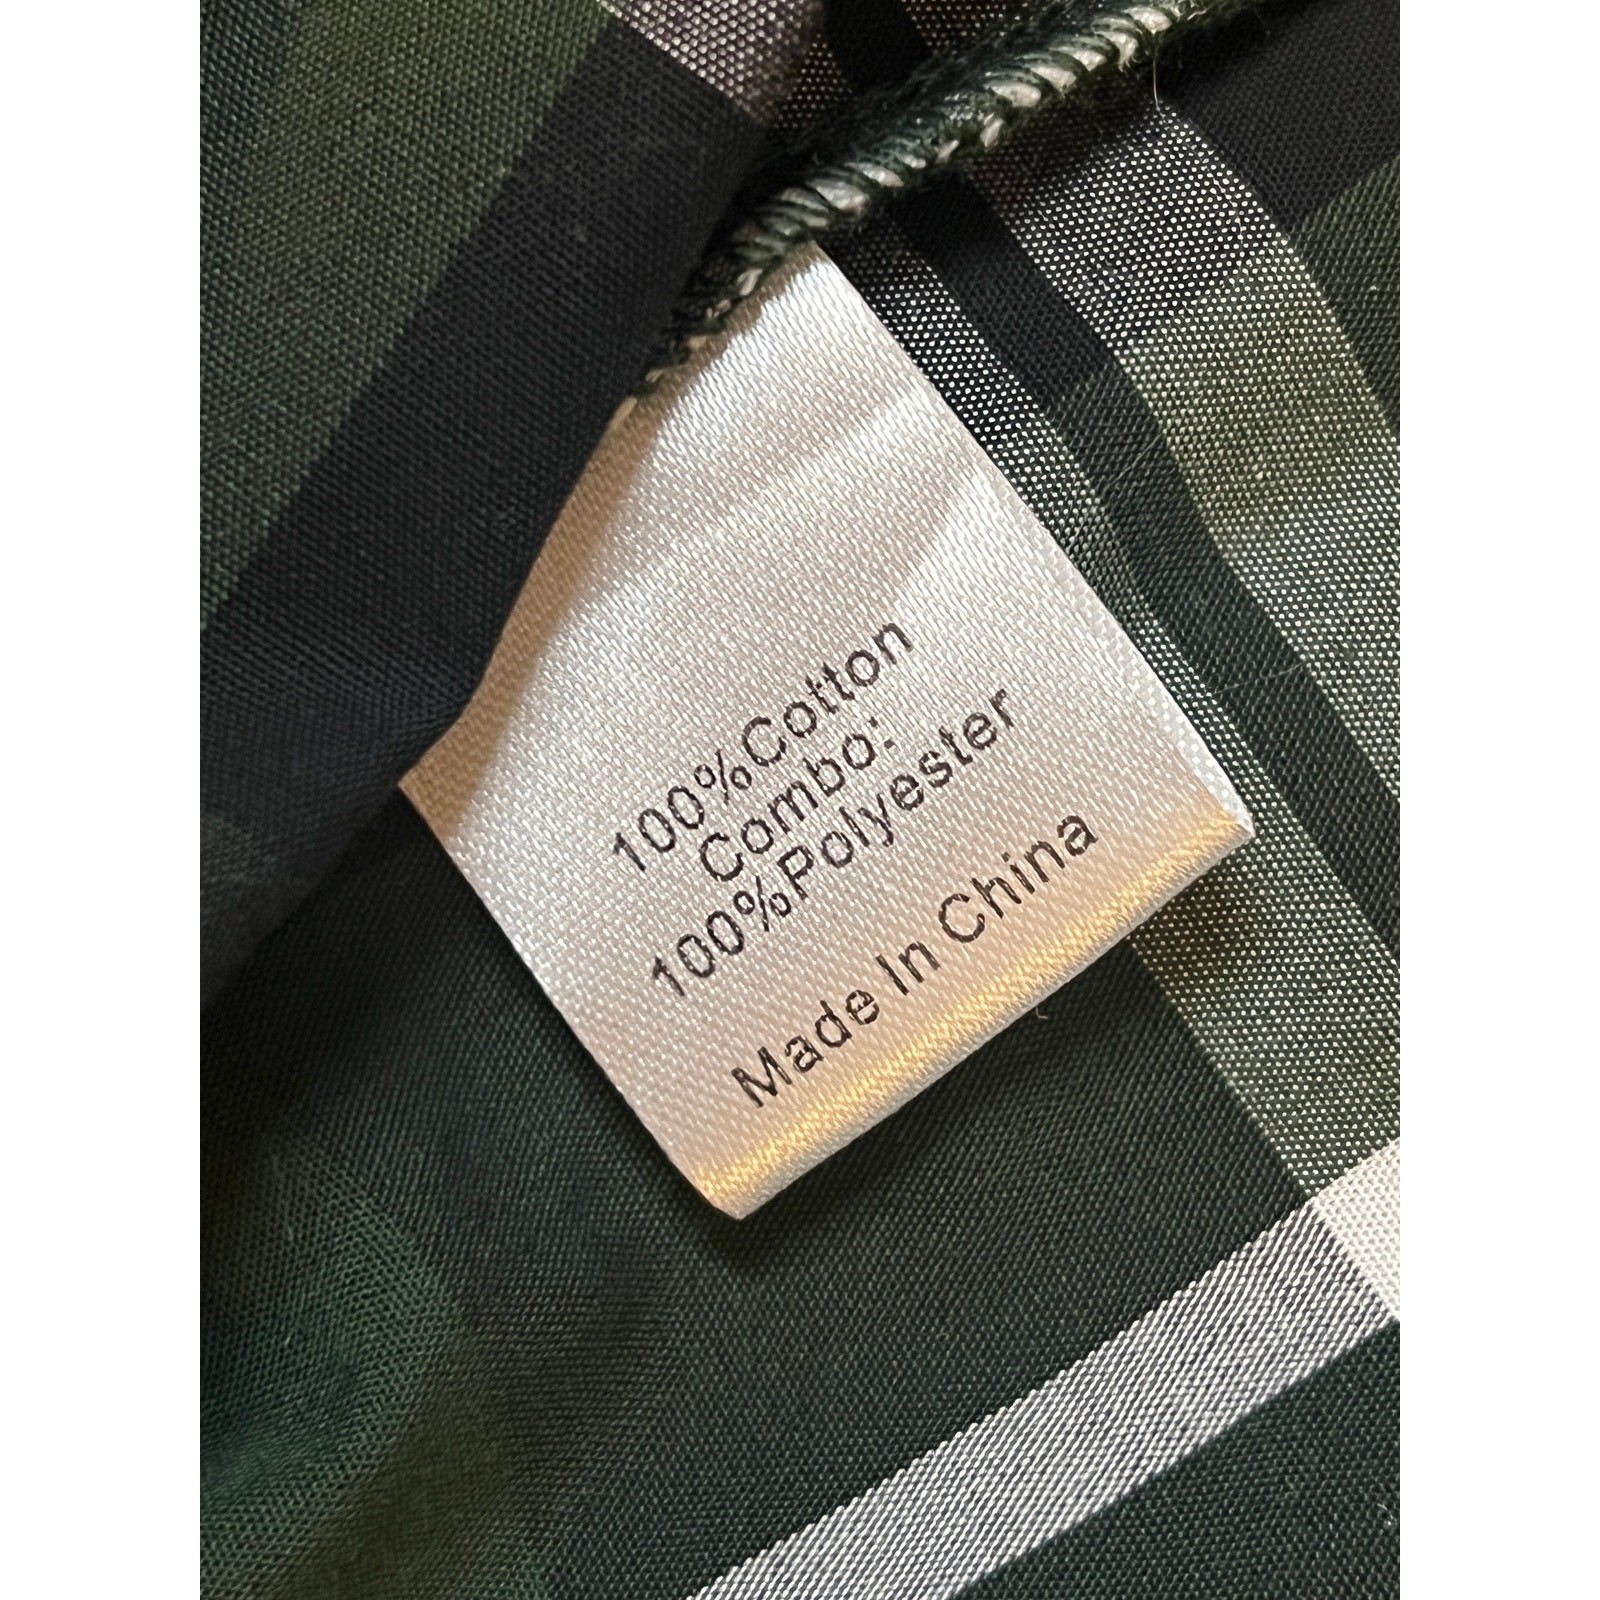 100%Cotton
Combo:
100%Polyester
Made In China